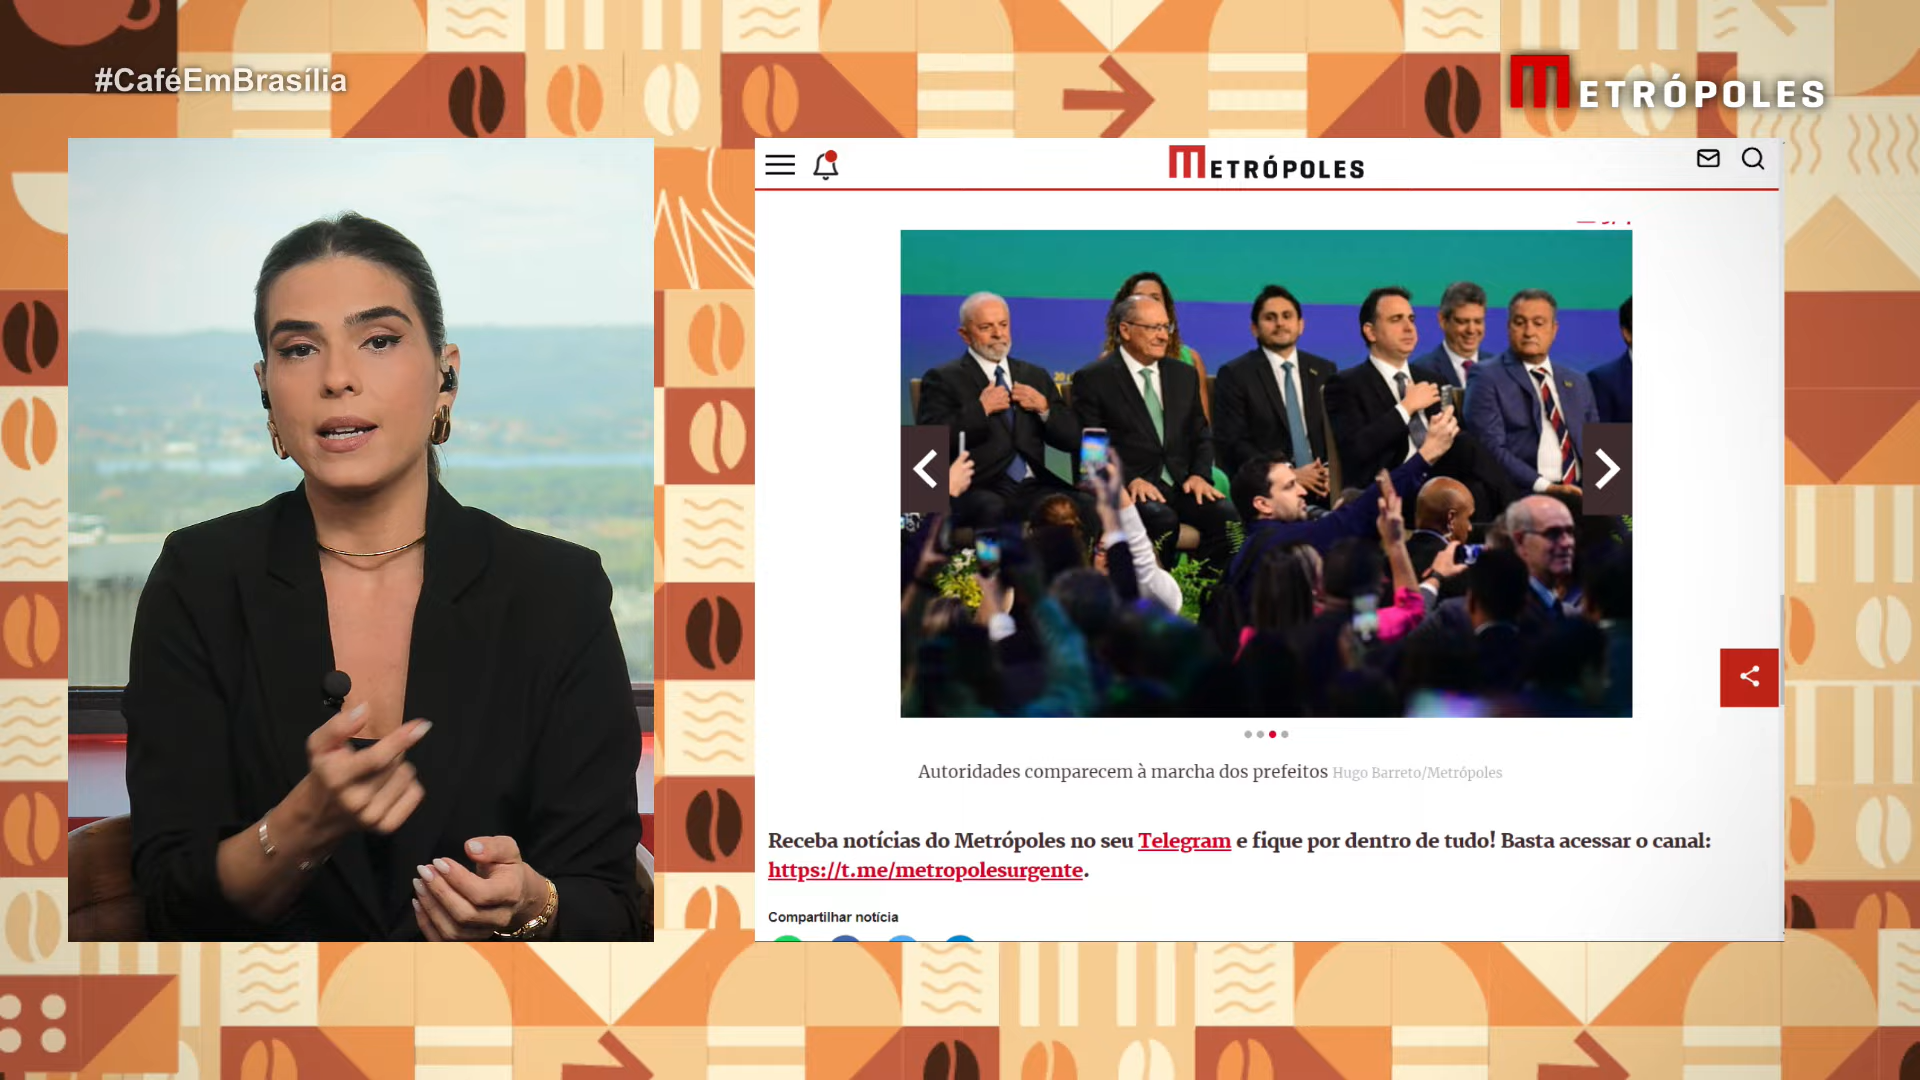 #CaféEmBrasília
METRÓPOLES
METRÓPOLES
Autoridades comparecem à marcha dos prefeitos Hugo Barreto/Metrópoles
Receba notícias do Metrópoles no seu Telegram e fique por dentro de tudo! Basta acessar o canal:
https://t.me/metropolesurgente.
Compartilhar notícia